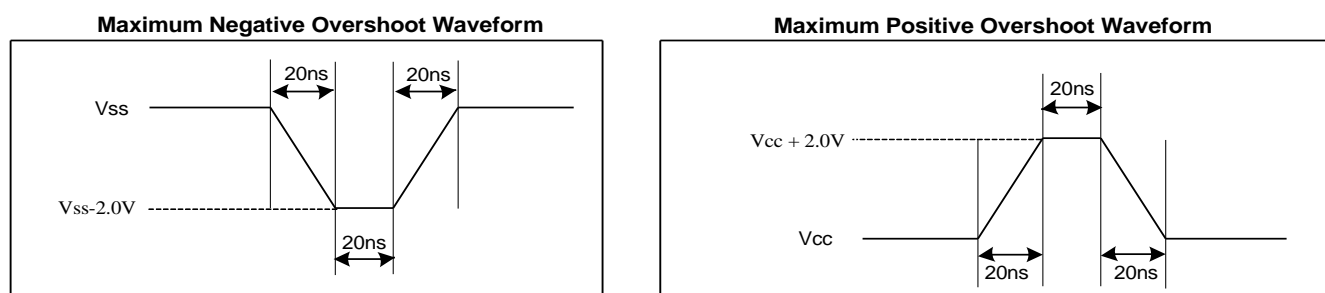 Maximum Negative Overshoot Waveform
20ns
20ns
Vss
Vss-2.0V
20ns
Maximum Positive Overshoot Waveform
20ns
Vcc + 2.0V
Vcc
20ns
20ns